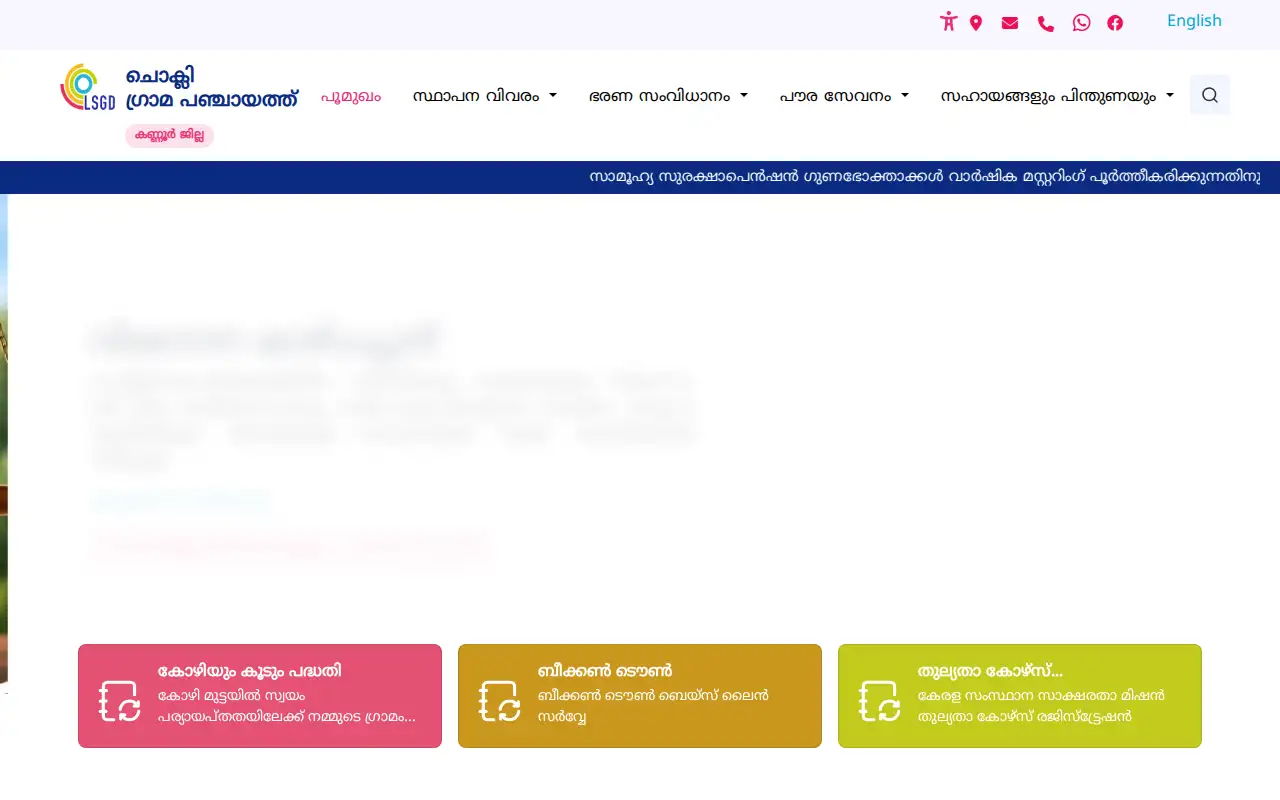 English
LSGD
ചൊക്ലി
ഗ്രാമ പഞ്ചായത്ത്
കണ്ണൂർ ജില്ല
പൂമുഖം
സ്ഥാപന വിവരം
ഭരണ സംവിധാനം
പൗര സേവനം
സഹായങ്ങളും പിന്തുണയും
സാമൂഹ്യ സുരക്ഷാപെൻഷൻ ഗുണഭോക്താക്കൾ വാർഷിക മസ്റ്ററിംഗ് പൂർത്തീകരിക്കുന്നതിനു
കോഴിയും കൂടും പദ്ധതി
കോഴി മുട്ടയിൽ സ്വയം
പര്യായപ്തതയിലേക്ക് നമ്മുടെ ഗ്രാമം...
ബീക്കൺ ടൌൺ
ബീക്കൺ ടൌൺ ബെയ്സ് ലൈൻ
സർവ്വേ
തുല്യതാ കോഴ്സ്...
കേരള സംസ്ഥാന സാക്ഷരതാ മിഷൻ
തുല്യതാ കോഴ്സ് രജിസ്ട്രേഷൻ